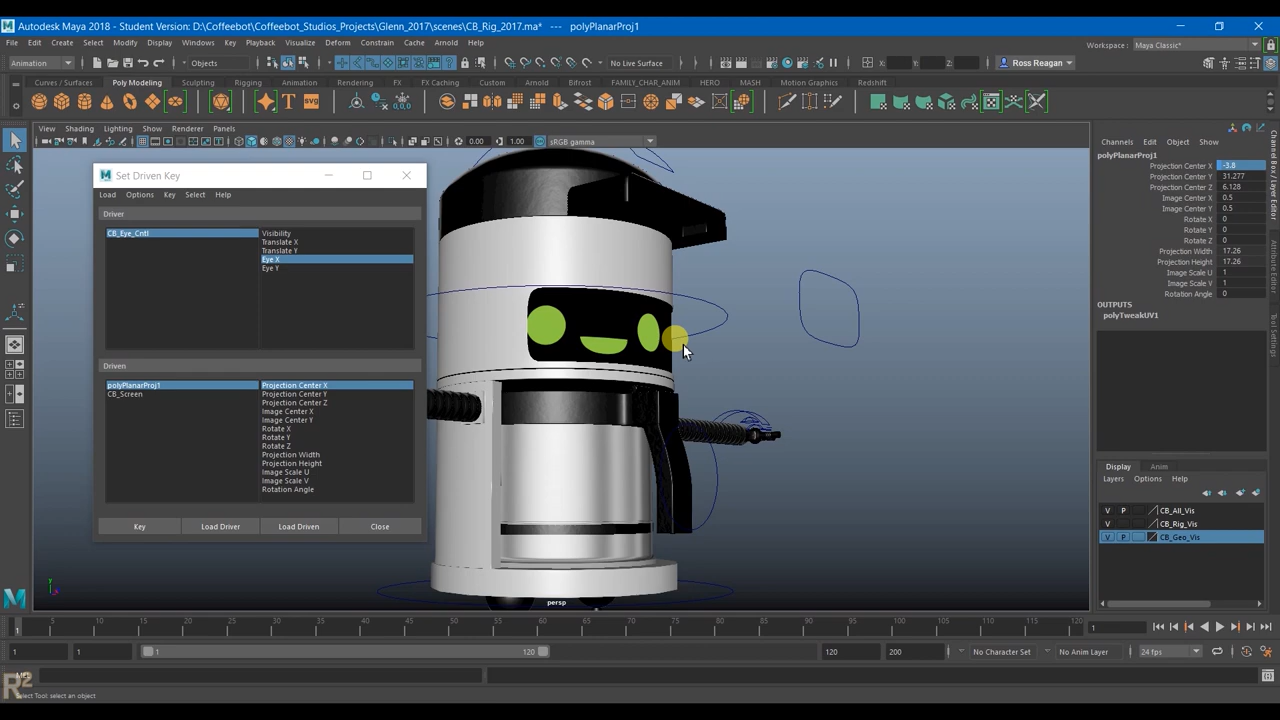 Autodesk Maya 2018 - Student Version: D:\Coffeebot\Coffeebot_Studios_Projects\Glenn_2017\scenes\CB_Rig_2017.ma* --- polyPlanarProj1
File Edit Create Select Modify Display Windows Key Playback Visualize Deform Constrain Cache Arnold Help
Workspace : Maya Classic*
Animation Objects No Live Surface X: Y: Z: Ross Reagan
Curves / Surfaces Poly Modeling Sculpting Rigging Animation Rendering FX FX Caching Custom Arnold Bifrost FAMILY_CHAR_ANIM HERO MASH Motion Graphics Redshift
SVG
View Shading Lighting Show Renderer Panels
0.00 1.00 sRGB gamma
Channels Edit Object Show
polyPlanarProj1
Projection Center X -3.8
Projection Center Y 31.277
Projection Center Z 6.128
Image Center X 0.5
Image Center Y 0.5
Rotate X 0
Rotate Y 0
Rotate Z 0
Projection Width 17.26
Projection Height 17.26
Image Scale U 1
Image Scale V 1
Rotation Angle 0
OUTPUTS
polyTweakUV1
Channel Box / Layer Editor
Attribute Editor
Set Driven Key
Load Options Key Select Help
Driver
CB_Eye_Cntl
Visibility
Translate X
Translate Y
Eye X
Eye Y
Driven
polyPlanarProj1
CB_Screen
Projection Center X
Projection Center Y
Projection Center Z
Image Center X
Image Center Y
Rotate X
Rotate Y
Rotate Z
Projection Width
Projection Height
Image Scale U
Image Scale V
Rotation Angle
Key Load Driver Load Driven Close
persp
Display Anim
Layers Options Help
V P CB_All_Vis
V CB_Rig_Vis
V P CB_Geo_Vis
5 10 15 20 25 30 35 40 45 50 55 60 65 70 75 80 85 90 95 100 105 110 115 120
1 1
1 1 1 120 120 200 No Character Set No Anim Layer 24 fps
R²
Select Tool: select an object